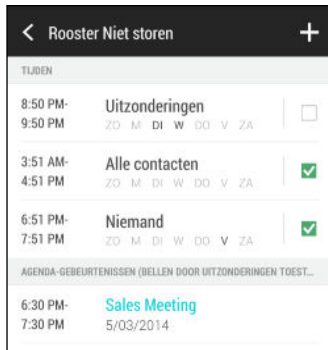 Rooster Niet storen
TIJDEN
8:50 PM- Uitzonderingen
9:50 PM ZO M DI W DO V ZA
3:51 AM- Alle contacten
4:51 PM ZO M DI W DO V ZA
6:51 PM- Niemand
7:51 PM ZO M DI W DO V ZA
AGENDA-GEBEURTENISSEN (BELLEN DOOR UITZONDERINGEN TOEST...
6:30 PM- Sales Meeting
7:30 PM 5/03/2014